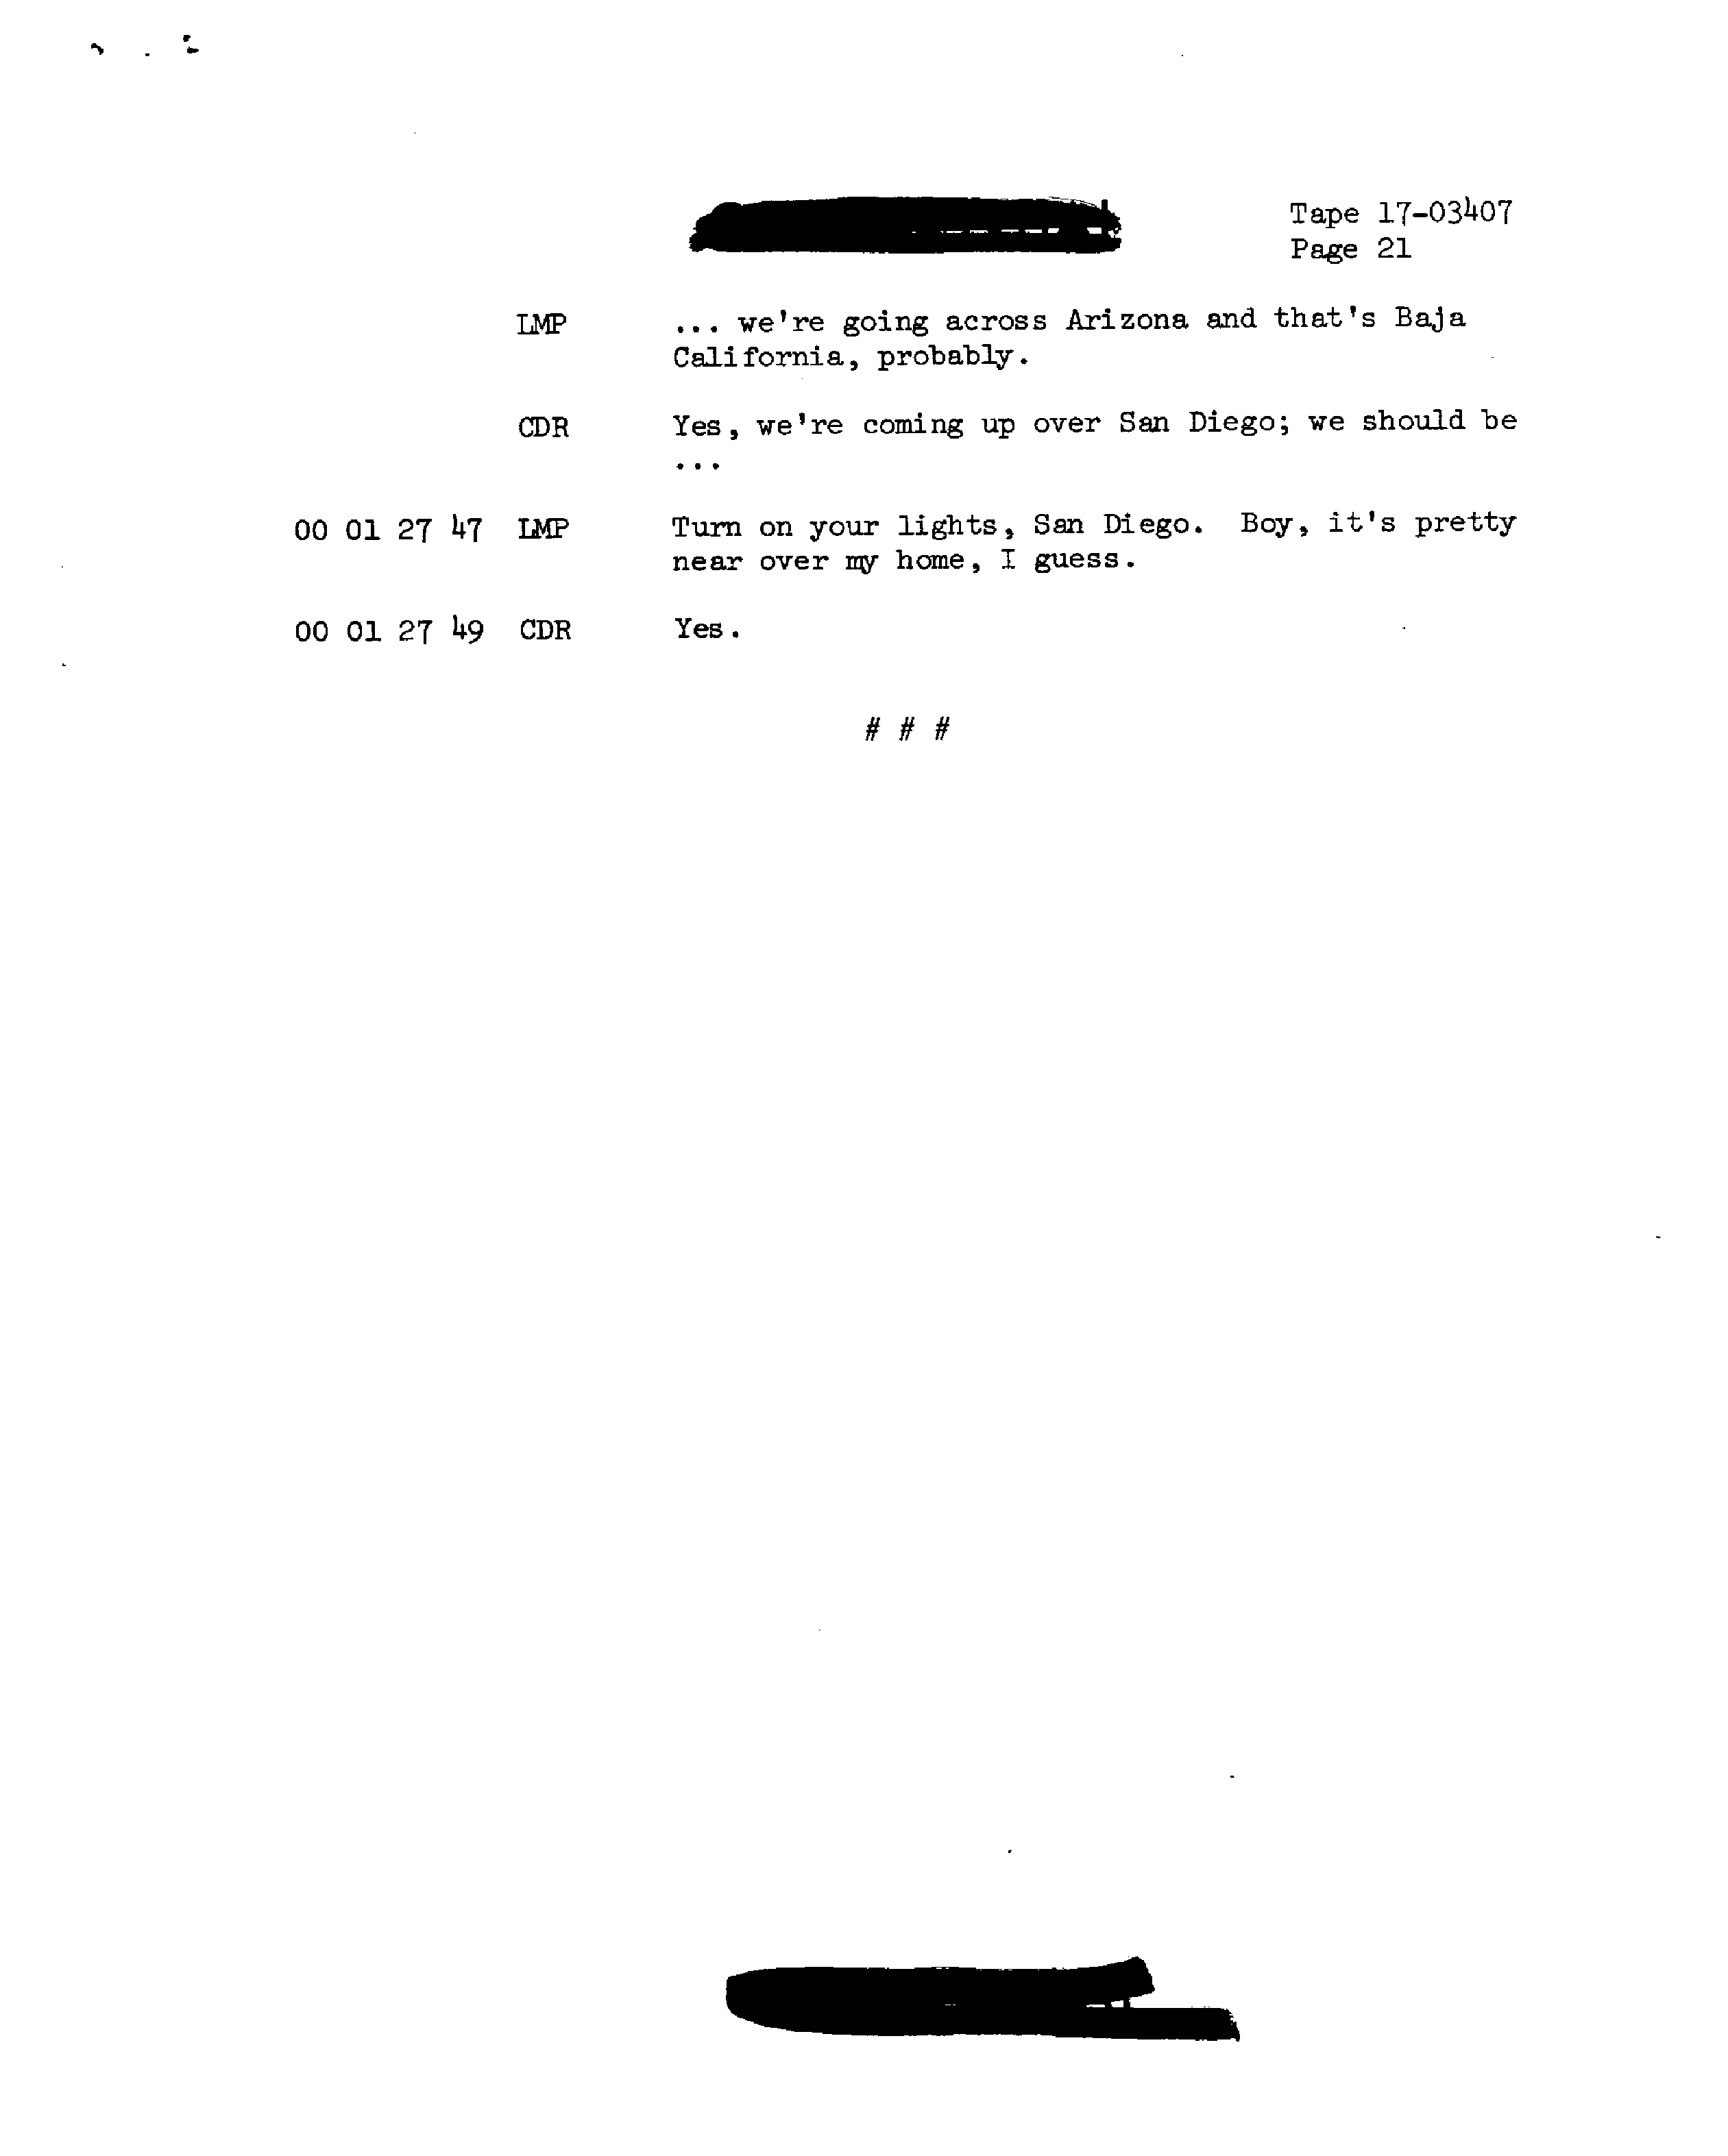 Tape 17-03407
Page 21
LMP ... we're going across Arizona and that's Baja
California, probably.
CDR Yes, we're coming up over San Diego; we should be
...
00 01 27 47 LMP Turn on your lights, San Diego. Boy, it's pretty
near over my home, I guess.
00 01 27 49 CDR Yes.
# # #